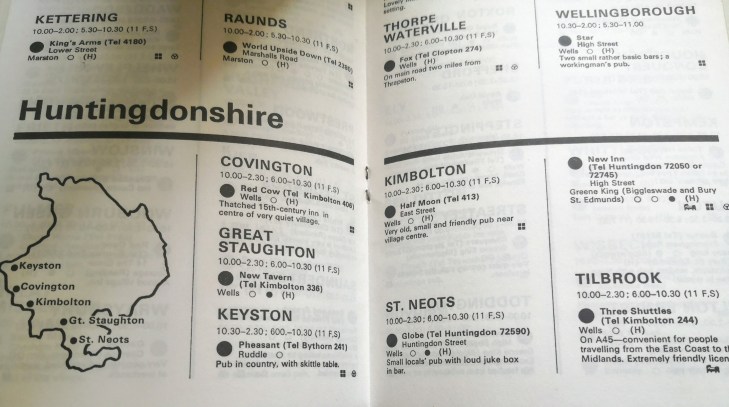 KETTERING
10.00–2.00; 5.30–10.30 (11 F,S)
King's Arms (Tel 4180)
Lower Street
Marston (H)
RAUNDS
10.00–2.00; 5.30–10.30 (11 F,S)
World Upside Down (Tel 2380)
Marshalls Road
Marston (H)
setting.
THORPE
WATERVILLE
10.00–2.30; 6.00–10.30 (11 F,S)
Fox (Tel Clopton 274)
Wells (H)
On main road two miles from
Thrapston.
WELLINGBOROUGH
10.00–2.30; 5.30–11.00
Star
High Street
Wells (H)
Two small rather basic bars; a
workingman's pub.
Huntingdonshire
Keyston
Covington
Kimbolton
Gt. Staughton
St. Neots
COVINGTON
10.00–2.30; 6.00–10.30 (11 F,S)
Red Cow (Tel Kimbolton 406)
Wells (H)
Thatched 15th-century inn in
centre of very quiet village.
GREAT
STAUGHTON
10.00–2.30; 6.00–10.30 (11 F,S)
New Tavern
(Tel Kimbolton 336)
Wells (H)
KEYSTON
10.30–2.30; 600.–10.30 (11 F,S)
Pheasant (Tel Bythorn 241)
Ruddle
Pub in country, with skittle table.
KIMBOLTON
10.00–2.30; 6.00–10.30 (11 F,S)
Half Moon (Tel 413)
East Street
Wells (H)
Very old, small and friendly pub near
village centre.
ST. NEOTS
10.00–2.30; 6.00–10.30 (11 F,S)
Globe (Tel Huntingdon 72590)
Huntingdon Street
Wells (H)
Small locals' pub with loud juke box
in bar.
New Inn
(Tel Huntingdon 72050 or
72745)
High Street
Greene King (Biggleswade and Bury
St. Edmunds) (H)
TILBROOK
10.00–2.30; 6.00–10.30 (11 F,S)
Three Shuttles
(Tel Kimbolton 244)
Wells (H)
On A45—convenient for people
travelling from the East Coast to
Midlands. Extremely friendly